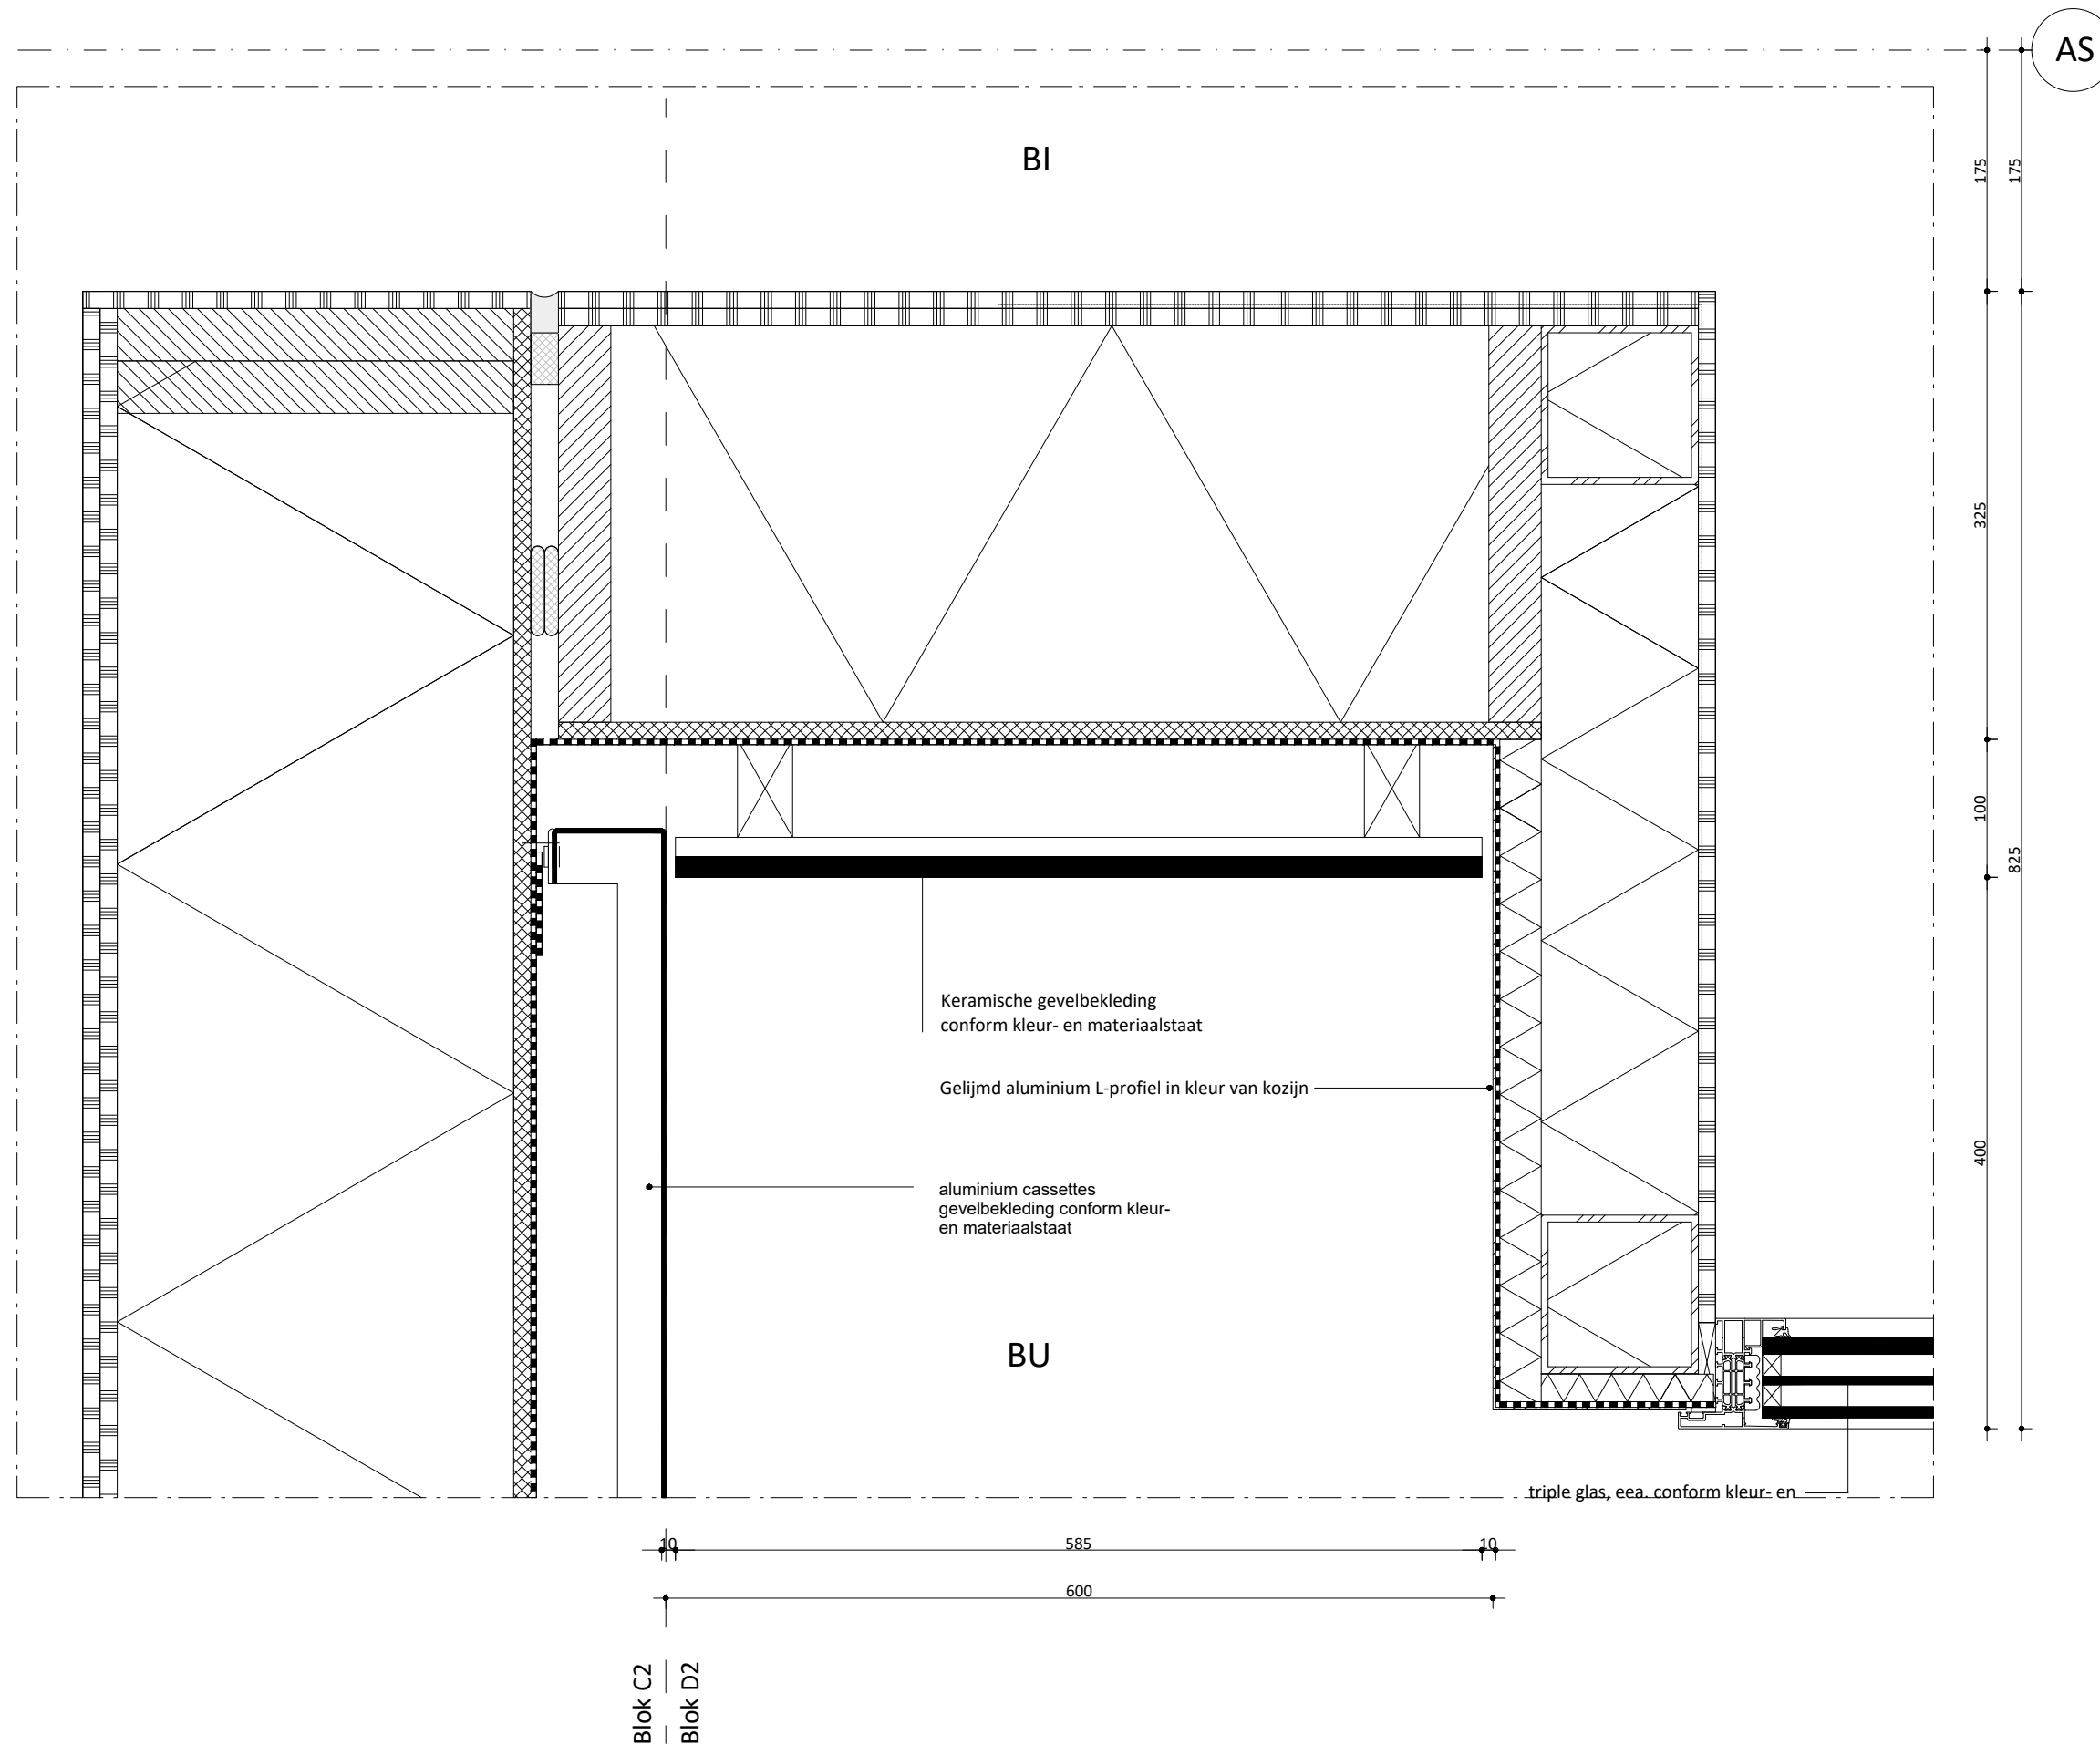 AS
BI
175
175
325
100
825
400
Keramische gevelbekleding
conform kleur- en materiaalstaat
Gelijmd aluminium L-profiel in kleur van kozijn
aluminium cassettes
gevelbekleding conform kleur-
en materiaalstaat
BU
triple glas, eea. conform kleur- en
10
585
10
600
Blok C2
Blok D2